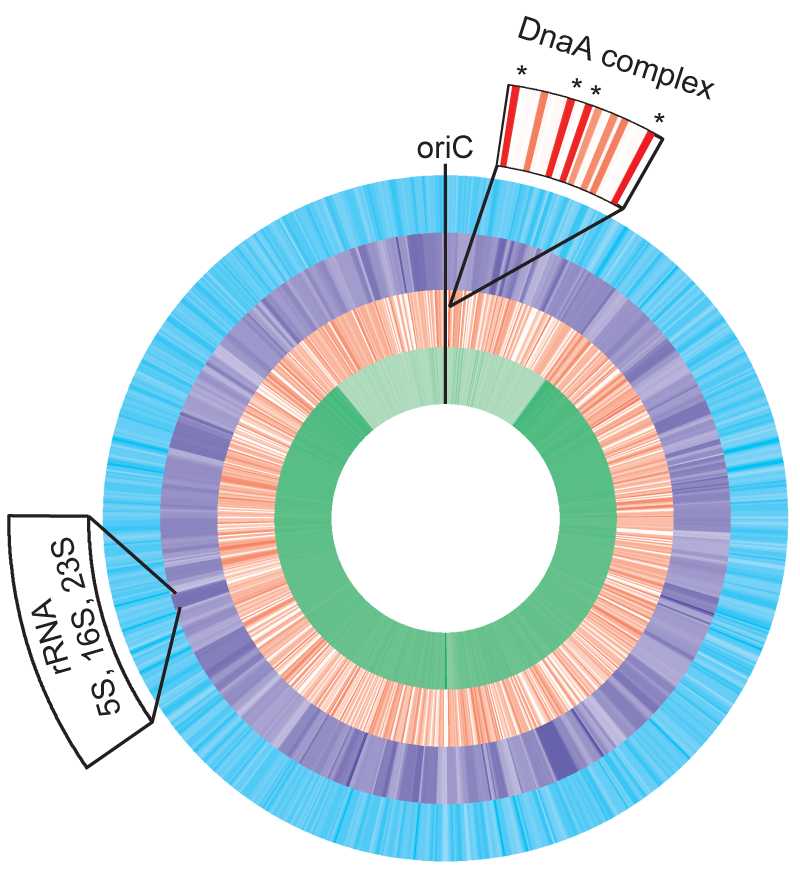 DnaA complex
* * * *
oriC
rRNA
5S, 16S, 23S